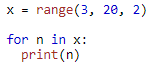 x = range(3, 20, 2)
for n in x:
  print(n)